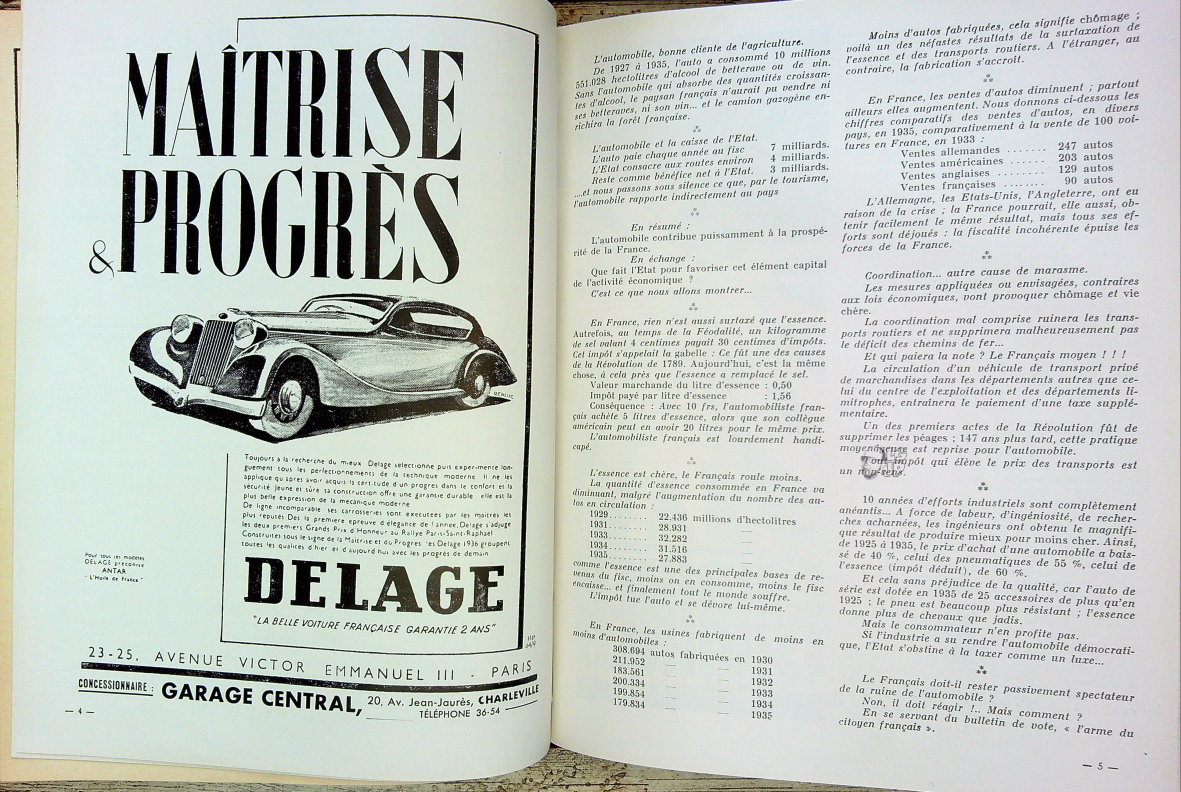 MAÎTRISE
& PROGRÈS
Toujours à la recherche du mieux Delage sélectionne puis expérimente lon-
guement tous les perfectionnements de la technique moderne Il ne les
applique qu'après avoir acquis la certitude d'un progrès dans le confort et la
sécurité Jeune et sûre sa construction offre une garantie durable elle est la
plus belle expression de la mécanique moderne
De ligne incomparable ses carrosseries sont exécutées par les maîtres les
plus réputés Dès la première épreuve d'élégance de l'année, Delage s'adjuge
les deux premiers Grands Prix d'Honneur au Rallye Paris-Saint-Raphaël
Construites sous le signe de la Maîtrise et du Progrès les Delage 1936 groupent
toutes les qualités d'hier et d'aujourd'hui avec les progrès de demain
Pour tous ses modèles
DELAGE préconise
ANTAR
"L'Huile de France"
DELAGE
"LA BELLE VOITURE FRANÇAISE GARANTIE 2 ANS"
23-25, AVENUE VICTOR EMMANUEL III - PARIS
CONCESSIONNAIRE : GARAGE CENTRAL, 20, Av. Jean-Jaurès, CHARLEVILLE
TÉLÉPHONE 36-54
— 4 —
L'automobile, bonne cliente de l'agriculture.
De 1927 à 1935, l'auto a consommé 10 millions
551.028 hectolitres d'alcool de betterave ou de vin.
Sans l'automobile qui absorbe des quantités croissan-
tes d'alcool, le paysan français n'aurait pu vendre ni
ses betteraves, ni son vin... et le camion gazogène en-
richira la forêt française.
L'automobile et la caisse de l'Etat.
L'auto paie chaque année au fisc 7 milliards.
L'Etat consacre aux routes environ 4 milliards.
Reste comme bénéfice net à l'Etat. 3 milliards.
...et nous passons sous silence ce que, par le tourisme,
l'automobile rapporte indirectement au pays
En résumé :
L'automobile contribue puissamment à la prospé-
rité de la France.
En échange :
Que fait l'Etat pour favoriser cet élément capital
de l'activité économique ?
C'est ce que nous allons montrer...
En France, rien n'est aussi surtaxé que l'essence.
Autrefois, au temps de la Féodalité, un kilogramme
de sel valant 4 centimes payait 30 centimes d'impôts.
Cet impôt s'appelait la gabelle : Ce fût une des causes
de la Révolution de 1789. Aujourd'hui, c'est la même
chose, à cela près que l'essence a remplacé le sel.
Valeur marchande du litre d'essence : 0,50
Impôt payé par litre d'essence : 1,56
Conséquence : Avec 10 frs, l'automobiliste fran-
çais achète 5 litres d'essence, alors que son collègue
américain peut en avoir 20 litres pour le même prix.
L'automobiliste français est lourdement handi-
capé.
L'essence est chère, le Français roule moins.
La quantité d'essence consommée en France va
diminuant, malgré l'augmentation du nombre des au-
los en circulation :
1929........ 22.436 millions d'hectolitres
1931........ 28.931 —
1933........ 32.282 —
1934........ 31.516 —
1935........ 27.883 —
comme l'essence est une des principales bases de re-
venus du fisc, moins on en consomme, moins le fisc
encaisse... et finalement tout le monde souffre.
L'impôt tue l'auto et se dévore lui-même.
En France, les usines fabriquent de moins en
moins d'automobiles :
308.694 autos fabriquées en 1930
211.952 — — 1931
183.561 — — 1932
200.334 — — 1933
199.854 — — 1934
179.834 — — 1935
Moins d'autos fabriquées, cela signifie chômage ;
voilà un des néfastes résultats de la surtaxation de
l'essence et des transports routiers. A l'étranger, au
contraire, la fabrication s'accroit.
En France, les ventes d'autos diminuent ; partout
ailleurs elles augmentent. Nous donnons ci-dessous les
chiffres comparatifs des ventes d'autos, en divers
pays, en 1935, comparativement à la vente de 100 voi-
tures en France, en 1933 :
Ventes allemandes ....... 247 autos
Ventes américaines ...... 203 autos
Ventes anglaises ........ 129 autos
Ventes françaises ........ 90 autos
L'Allemagne, les Etats-Unis, l'Angleterre, ont eu
raison de la crise ; la France pourrait, elle aussi, ob-
tenir facilement le même résultat, mais tous ses ef-
forts sont déjoués : la fiscalité incohérente épuise les
forces de la France.
Coordination... autre cause de marasme.
Les mesures appliquées ou envisagées, contraires
aux lois économiques, vont provoquer chômage et vie
chère.
La coordination mal comprise ruinera les trans-
ports routiers et ne supprimera malheureusement pas
le déficit des chemins de fer...
Et qui paiera la note ? Le Français moyen ! ! !
La circulation d'un véhicule de transport privé
de marchandises dans les départements autres que ce-
lui du centre de l'exploitation et des départements li-
mitrophes, entrainera le paiement d'une taxe supplé-
mentaire.
Un des premiers actes de la Révolution fût de
supprimer les péages ; 147 ans plus tard, cette pratique
moyenâgeuse est reprise pour l'automobile.
Tout impôt qui élève le prix des transports est
un non-sens.
10 années d'efforts industriels sont complètement
anéantis... A force de labeur, d'ingéniosité, de recher-
ches acharnées, les ingénieurs ont obtenu le magnifi-
que résultat de produire mieux pour moins cher. Ainsi,
de 1925 à 1935, le prix d'achat d'une automobile a bais-
sé de 40 %, celui des pneumatiques de 55 %, celui de
l'essence (impôt déduit), de 60 %.
Et cela sans préjudice de la qualité, car l'auto de
série est dotée en 1935 de 25 accessoires de plus qu'en
1925 ; le pneu est beaucoup plus résistant ; l'essence
donne plus de chevaux que jadis.
Mais le consommateur n'en profite pas.
Si l'industrie a su rendre l'automobile démocrati-
que, l'Etat s'obstine à la taxer comme un luxe...
Le Français doit-il rester passivement spectateur
de la ruine de l'automobile ?
Non, il doit réagir !.. Mais comment ?
En se servant du bulletin de vote, « l'arme du
citoyen français ».
— 5 —